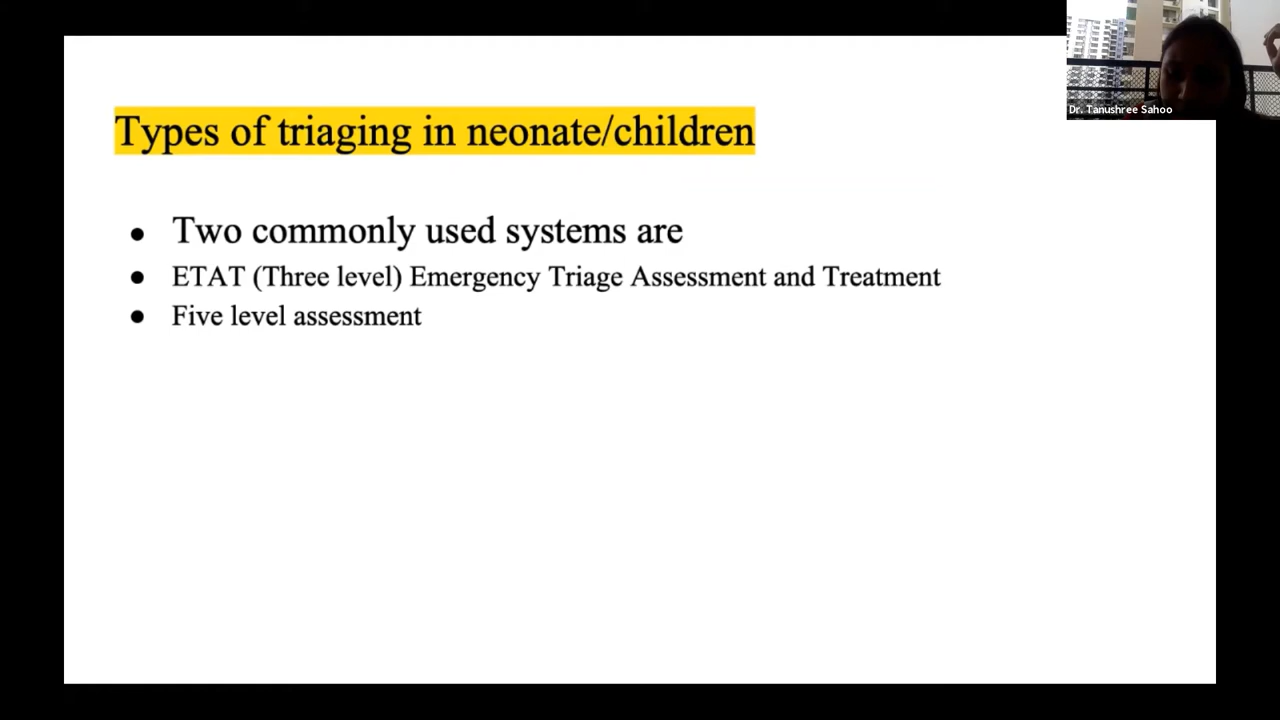 Dr. Tanushree Sahoo
Types of triaging in neonate/children
● Two commonly used systems are
● ETAT (Three level) Emergency Triage Assessment and Treatment
● Five level assessment